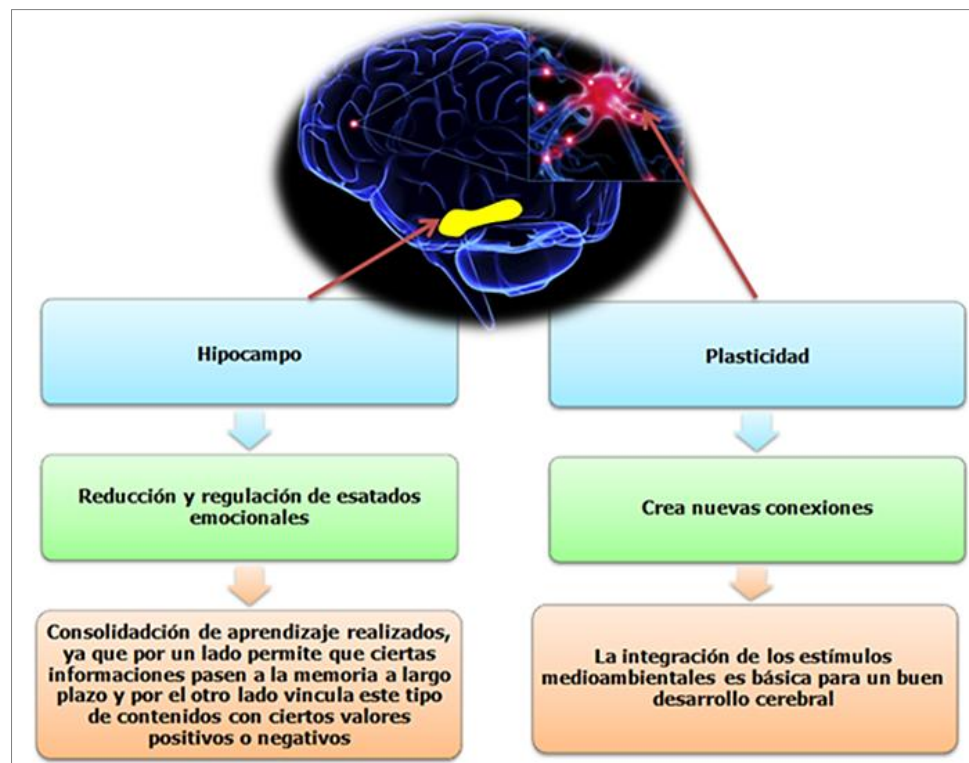 Hipocampo
Plasticidad
Reducción y regulación de esatados
emocionales
Crea nuevas conexiones
Consolidadción de aprendizaje realizados,
ya que por un lado permite que ciertas
informaciones pasen a la memoria a largo
plazo y por el otro lado vincula este tipo
de contenidos con ciertos valores
positivos o negativos
La integración de los estímulos
medioambientales es básica para un buen
desarrollo cerebral